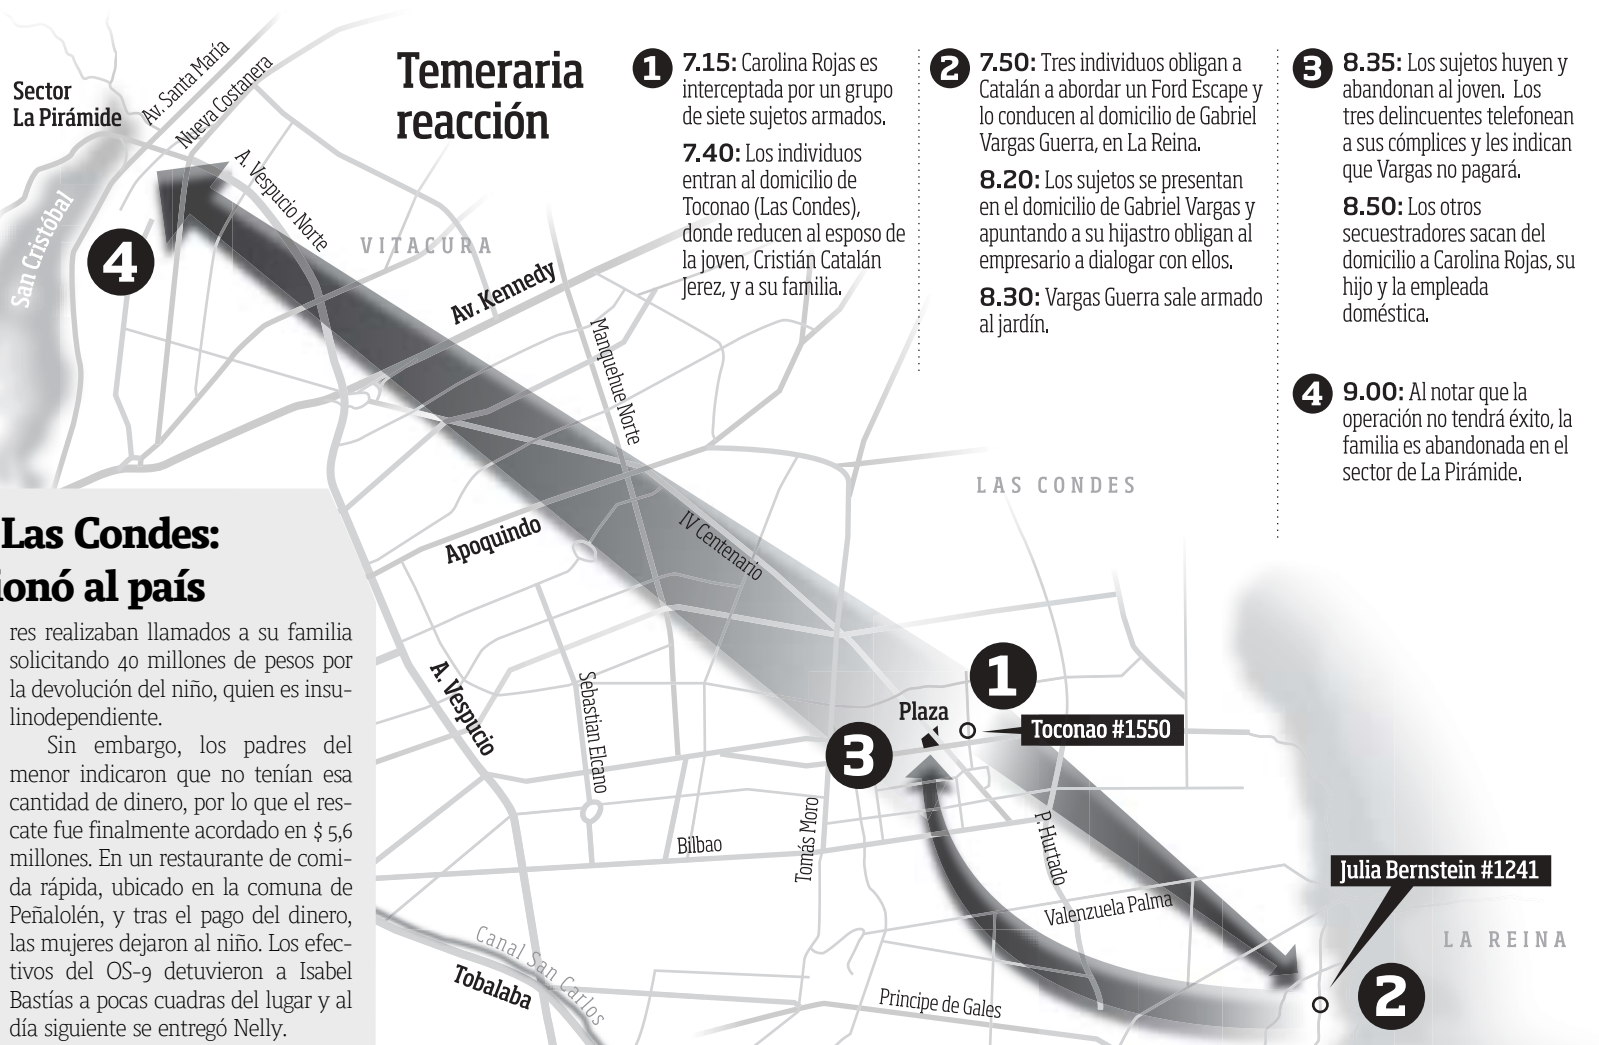 Temeraria
reacción
1 7.15: Carolina Rojas es
interceptada por un grupo
de siete sujetos armados.
7.40: Los individuos
entran al domicilio de
Toconao (Las Condes),
donde reducen al esposo de
la joven, Cristián Catalán
Jerez, y a su familia.
2 7.50: Tres individuos obligan a
Catalán a abordar un Ford Escape y
lo conducen al domicilio de Gabriel
Vargas Guerra, en La Reina.
8.20: Los sujetos se presentan
en el domicilio de Gabriel Vargas y
apuntando a su hijastro obligan al
empresario a dialogar con ellos.
8.30: Vargas Guerra sale armado
al jardín.
3 8.35: Los sujetos huyen y
abandonan al joven. Los
tres delincuentes telefonean
a sus cómplices y les indican
que Vargas no pagará.
8.50: Los otros
secuestradores sacan del
domicilio a Carolina Rojas, su
hijo y la empleada
doméstica.
4 9.00: Al notar que la
operación no tendrá éxito, la
familia es abandonada en el
sector de La Pirámide.
Sector
La Pirámide
Av. Santa María
Nueva Costanera
A. Vespucio Norte
San Cristóbal
4
VITACURA
Av. Kennedy
Manquehue Norte
LAS CONDES
Apoquindo
IV Centenario
A. Vespucio
Sebastian Elcano
1
Plaza
Toconao #1550
3
Tomás Moro
Bilbao
P. Hurtado
Valenzuela Palma
Julia Bernstein #1241
LA REINA
2
Canal San Carlos
Tobalaba
Principe de Gales
Las Condes:
ionó al país
res realizaban llamados a su familia
solicitando 40 millones de pesos por
la devolución del niño, quien es insu-
linodependiente.
Sin embargo, los padres del
menor indicaron que no tenían esa
cantidad de dinero, por lo que el res-
cate fue finalmente acordado en $ 5,6
millones. En un restaurante de comi-
da rápida, ubicado en la comuna de
Peñalolén, y tras el pago del dinero,
las mujeres dejaron al niño. Los efec-
tivos del OS-9 detuvieron a Isabel
Bastías a pocas cuadras del lugar y al
día siguiente se entregó Nelly.